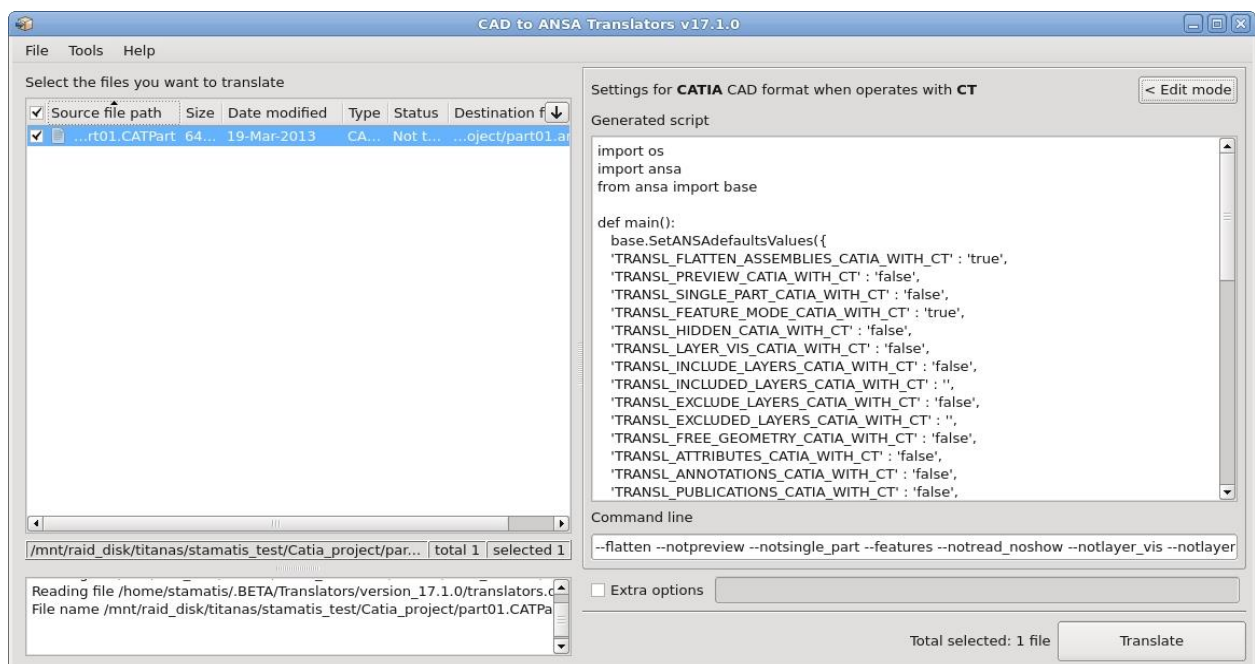 CAD to ANSA Translators v17.1.0
File Tools Help
Select the files you want to translate
Source file path Size Date modified Type Status Destination f
...rt01.CATPart 64... 19-Mar-2013 CA... Not t... ...oject/part01.a
/mnt/raid_disk/titanas/stamatis_test/Catia_project/par... total 1 selected 1
Reading file /home/stamatis/.BETA/Translators/version_17.1.0/translators.d
File name /mnt/raid_disk/titanas/stamatis_test/Catia_project/part01.CATPa
Settings for CATIA CAD format when operates with CT
< Edit mode
Generated script
import os
import ansa
from ansa import base
def main():
base.SetANSAdefaultsValues({
'TRANSL_FLATTEN_ASSEMBLIES_CATIA_WITH_CT' : 'true',
'TRANSL_PREVIEW_CATIA_WITH_CT' : 'false',
'TRANSL_SINGLE_PART_CATIA_WITH_CT' : 'false',
'TRANSL_FEATURE_MODE_CATIA_WITH_CT' : 'true',
'TRANSL_HIDDEN_CATIA_WITH_CT' : 'false',
'TRANSL_LAYER_VIS_CATIA_WITH_CT' : 'false',
'TRANSL_INCLUDE_LAYERS_CATIA_WITH_CT' : 'false',
'TRANSL_INCLUDED_LAYERS_CATIA_WITH_CT' : '',
'TRANSL_EXCLUDE_LAYERS_CATIA_WITH_CT' : 'false',
'TRANSL_EXCLUDED_LAYERS_CATIA_WITH_CT' : '',
'TRANSL_FREE_GEOMETRY_CATIA_WITH_CT' : 'false',
'TRANSL_ATTRIBUTES_CATIA_WITH_CT' : 'false',
'TRANSL_ANNOTATIONS_CATIA_WITH_CT' : 'false',
'TRANSL_PUBLICATIONS_CATIA_WITH_CT' : 'false',
Command line
--flatten --notpreview --notsingle_part --features --notread_noshow --notlayer_vis --notlayer
Extra options
Total selected: 1 file
Translate